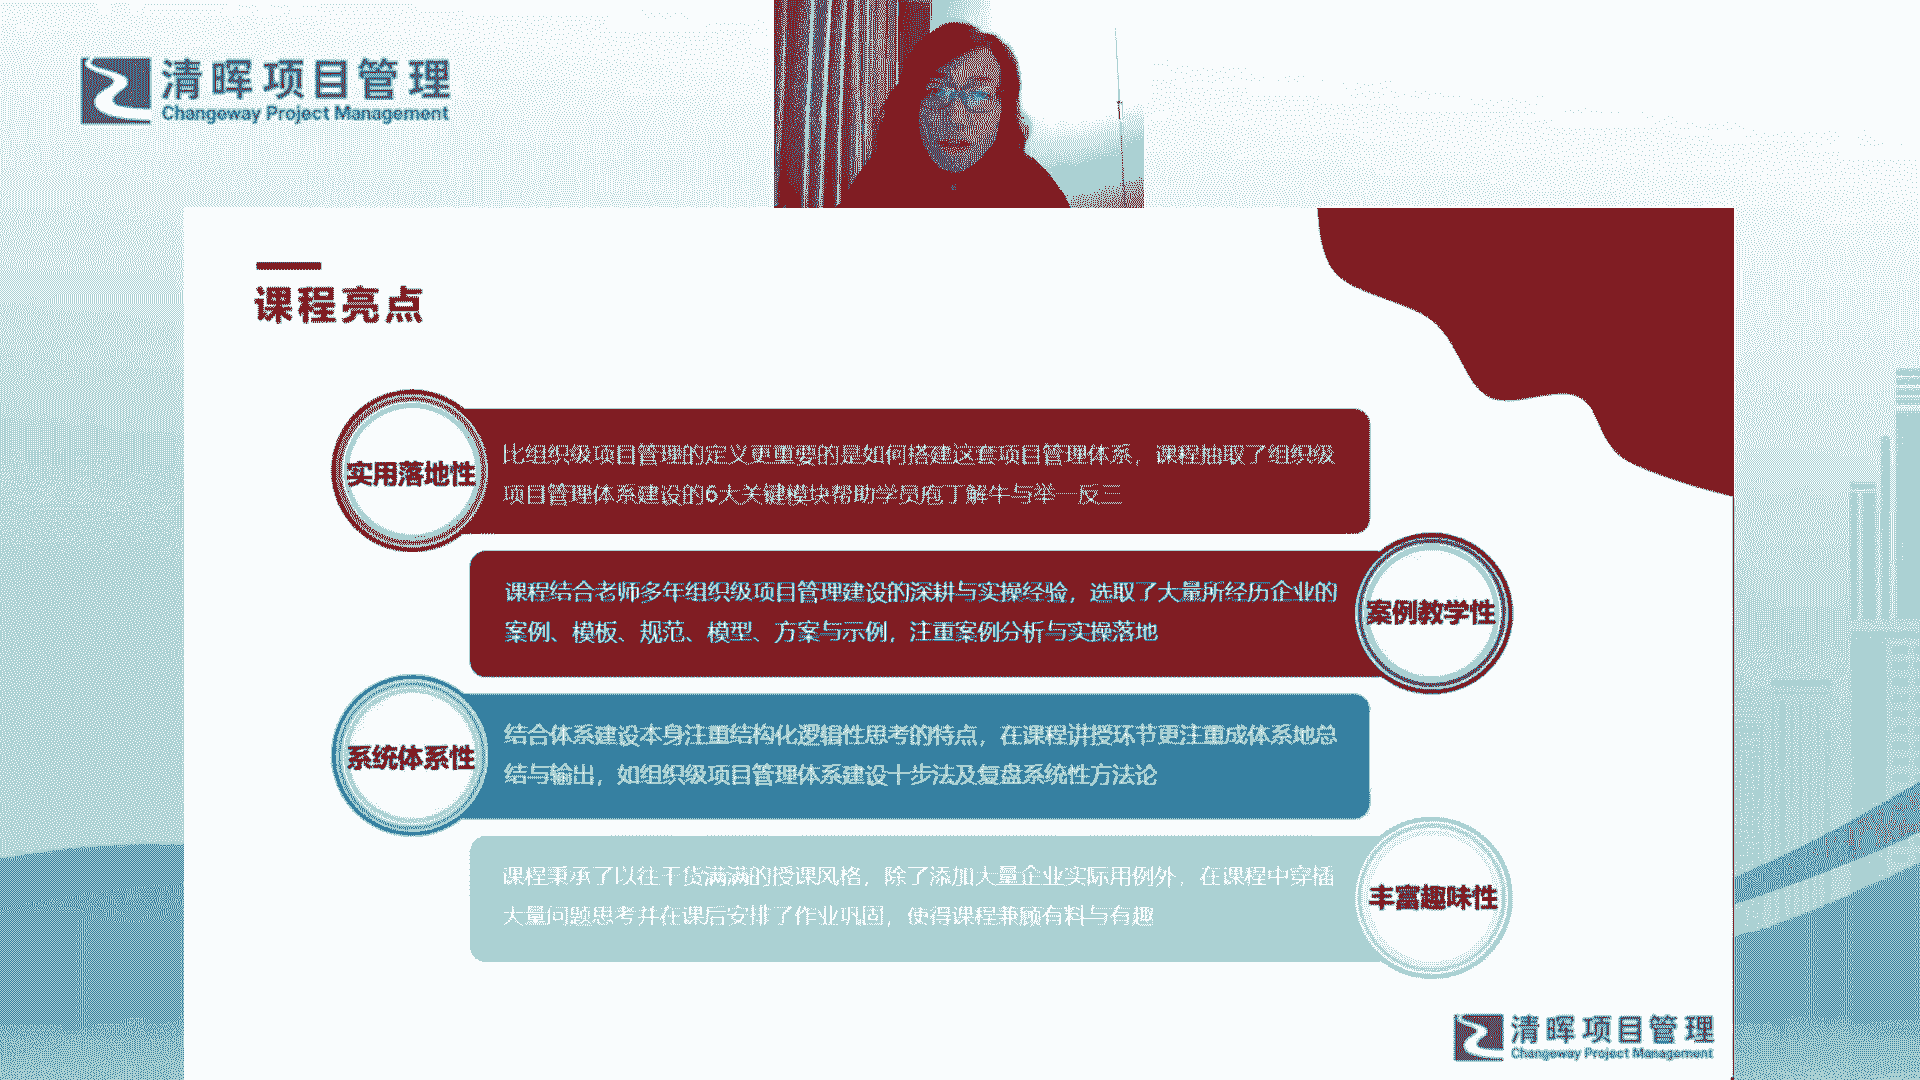 清晖项目管理
Changeway Project Management
课程亮点
实用落地性
比组织级项目管理的定义更重要的是如何搭建这套项目管理体系，课程抽取了组织级
项目管理体系建设的6大关键模块帮助学员庖丁解牛与举一反三
课程结合老师多年组织级项目管理建设的深耕与实操经验，选取了大量所经历企业的
案例、模板、规范、模型、方案与示例，注重案例分析与实操落地
案例教学性
系统体系性
结合体系建设本身注重结构化逻辑性思考的特点，在课程讲授环节更注重成体系地总
结与输出，如组织级项目管理体系建设十步法及复盘系统性方法论
课程秉承了以往干货满满的授课风格，除了添加大量企业实际用例外，在课程中穿插
大量问题思考并在课后安排了作业巩固，使得课程兼顾有料与有趣
丰富趣味性
清晖项目管理
Changeway Project Management